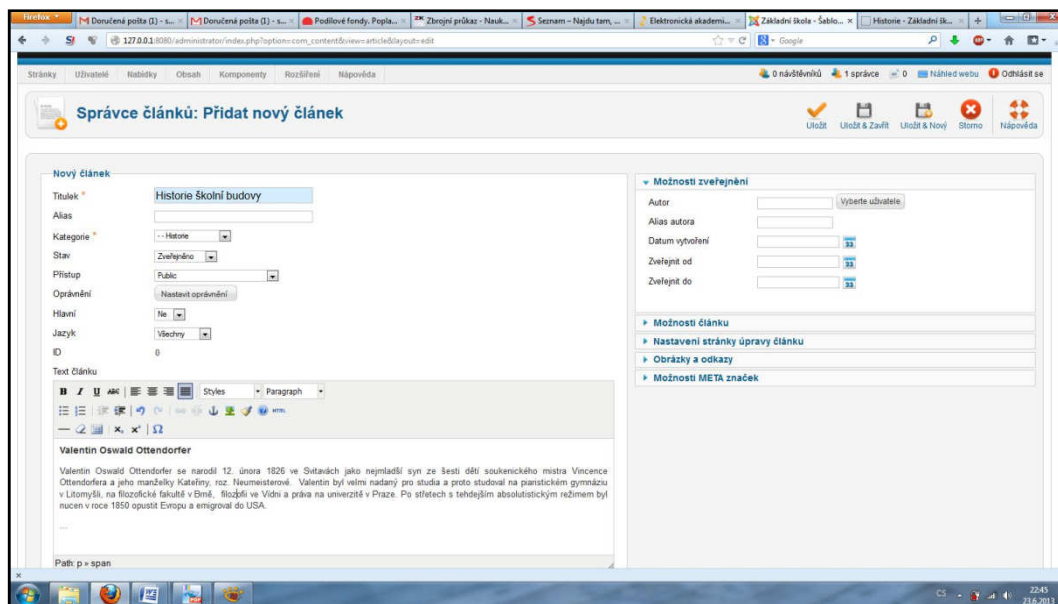 Firefox
Doručená pošta (1) - s...
Doručená pošta (1) - s...
Podílové fondy. Popla...
Zbrojní průkaz - Nauk...
Seznam – Najdu tam, ...
Elektronická akademi...
Základní škola - Šablo...
Historie - Základní šk...
127.0.0.1:8080/administrator/index.php?option=com_content&view=article&layout=edit
Google
Stránky Uživatelé Nabídky Obsah Komponenty Rozšíření Nápověda
0 návštěvníků 1 správce 0 Náhled webu Odhlásit se
Správce článků: Přidat nový článek
Uložit Uložit & Zavřít Uložit & Nový Storno Nápověda
Nový článek
Titulek * Historie školní budovy
Alias
Kategorie * - - Historie
Stav Zveřejněno
Přístup Public
Oprávnění Nastavit oprávnění
Hlavní Ne
Jazyk Všechny
ID 0
Text článku
B I U ABC Styles Paragraph
HTML
Valentin Oswald Ottendorfer
Valentin Oswald Ottendorfer se narodil 12. února 1826 ve Svitavách jako nejmladší syn ze šesti dětí soukenického mistra Vincence
Ottendorfera a jeho manželky Kateřiny, roz. Neumeisterové. Valentin byl velmi nadaný pro studia a proto studoval na piaristickém gymnáziu
v Litomyšli, na filozofické fakultě v Brně, filozofii ve Vídni a práva na univerzitě v Praze. Po střetech s tehdejším absolutistickým režimem byl
nucen v roce 1850 opustit Evropu a emigroval do USA.
...
Path: p » span
Možnosti zveřejnění
Autor Vyberte uživatele
Alias autora
Datum vytvoření 23
Zveřejnit od 23
Zveřejnit do 23
Možnosti článku
Nastavení stránky úpravy článku
Obrázky a odkazy
Možnosti META značek
CS
22:45
23.6.2013